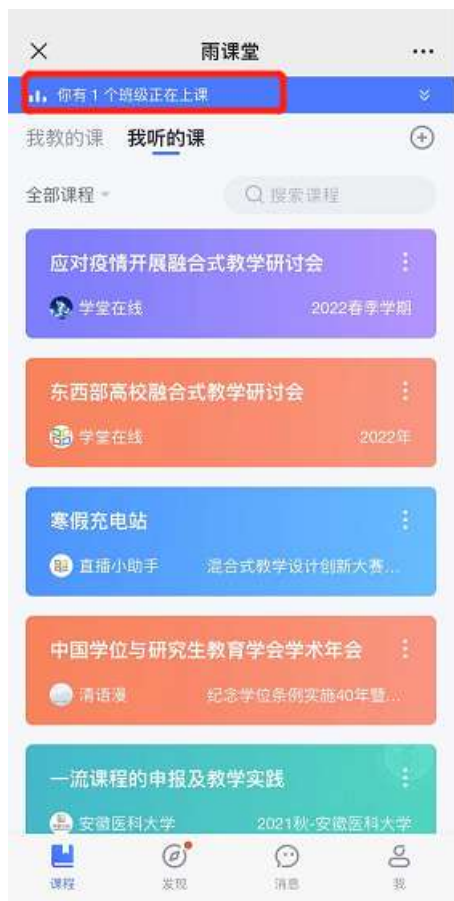 雨课堂
你有1个班级正在上课
我教的课 我听的课
全部课程 搜索课程
应对疫情开展融合式教学研讨会
学堂在线 2022春季学期
东西部高校融合式教学研讨会
学堂在线 2022年
寒假充电站
直播小助手 混合式教学设计创新大赛...
中国学位与研究生教育学会学术年会
清语漫 纪念学位条例实施40年暨...
一流课程的申报及教学实践
安徽医科大学 2021秋-安徽医科大学
课程 发现 消息 我